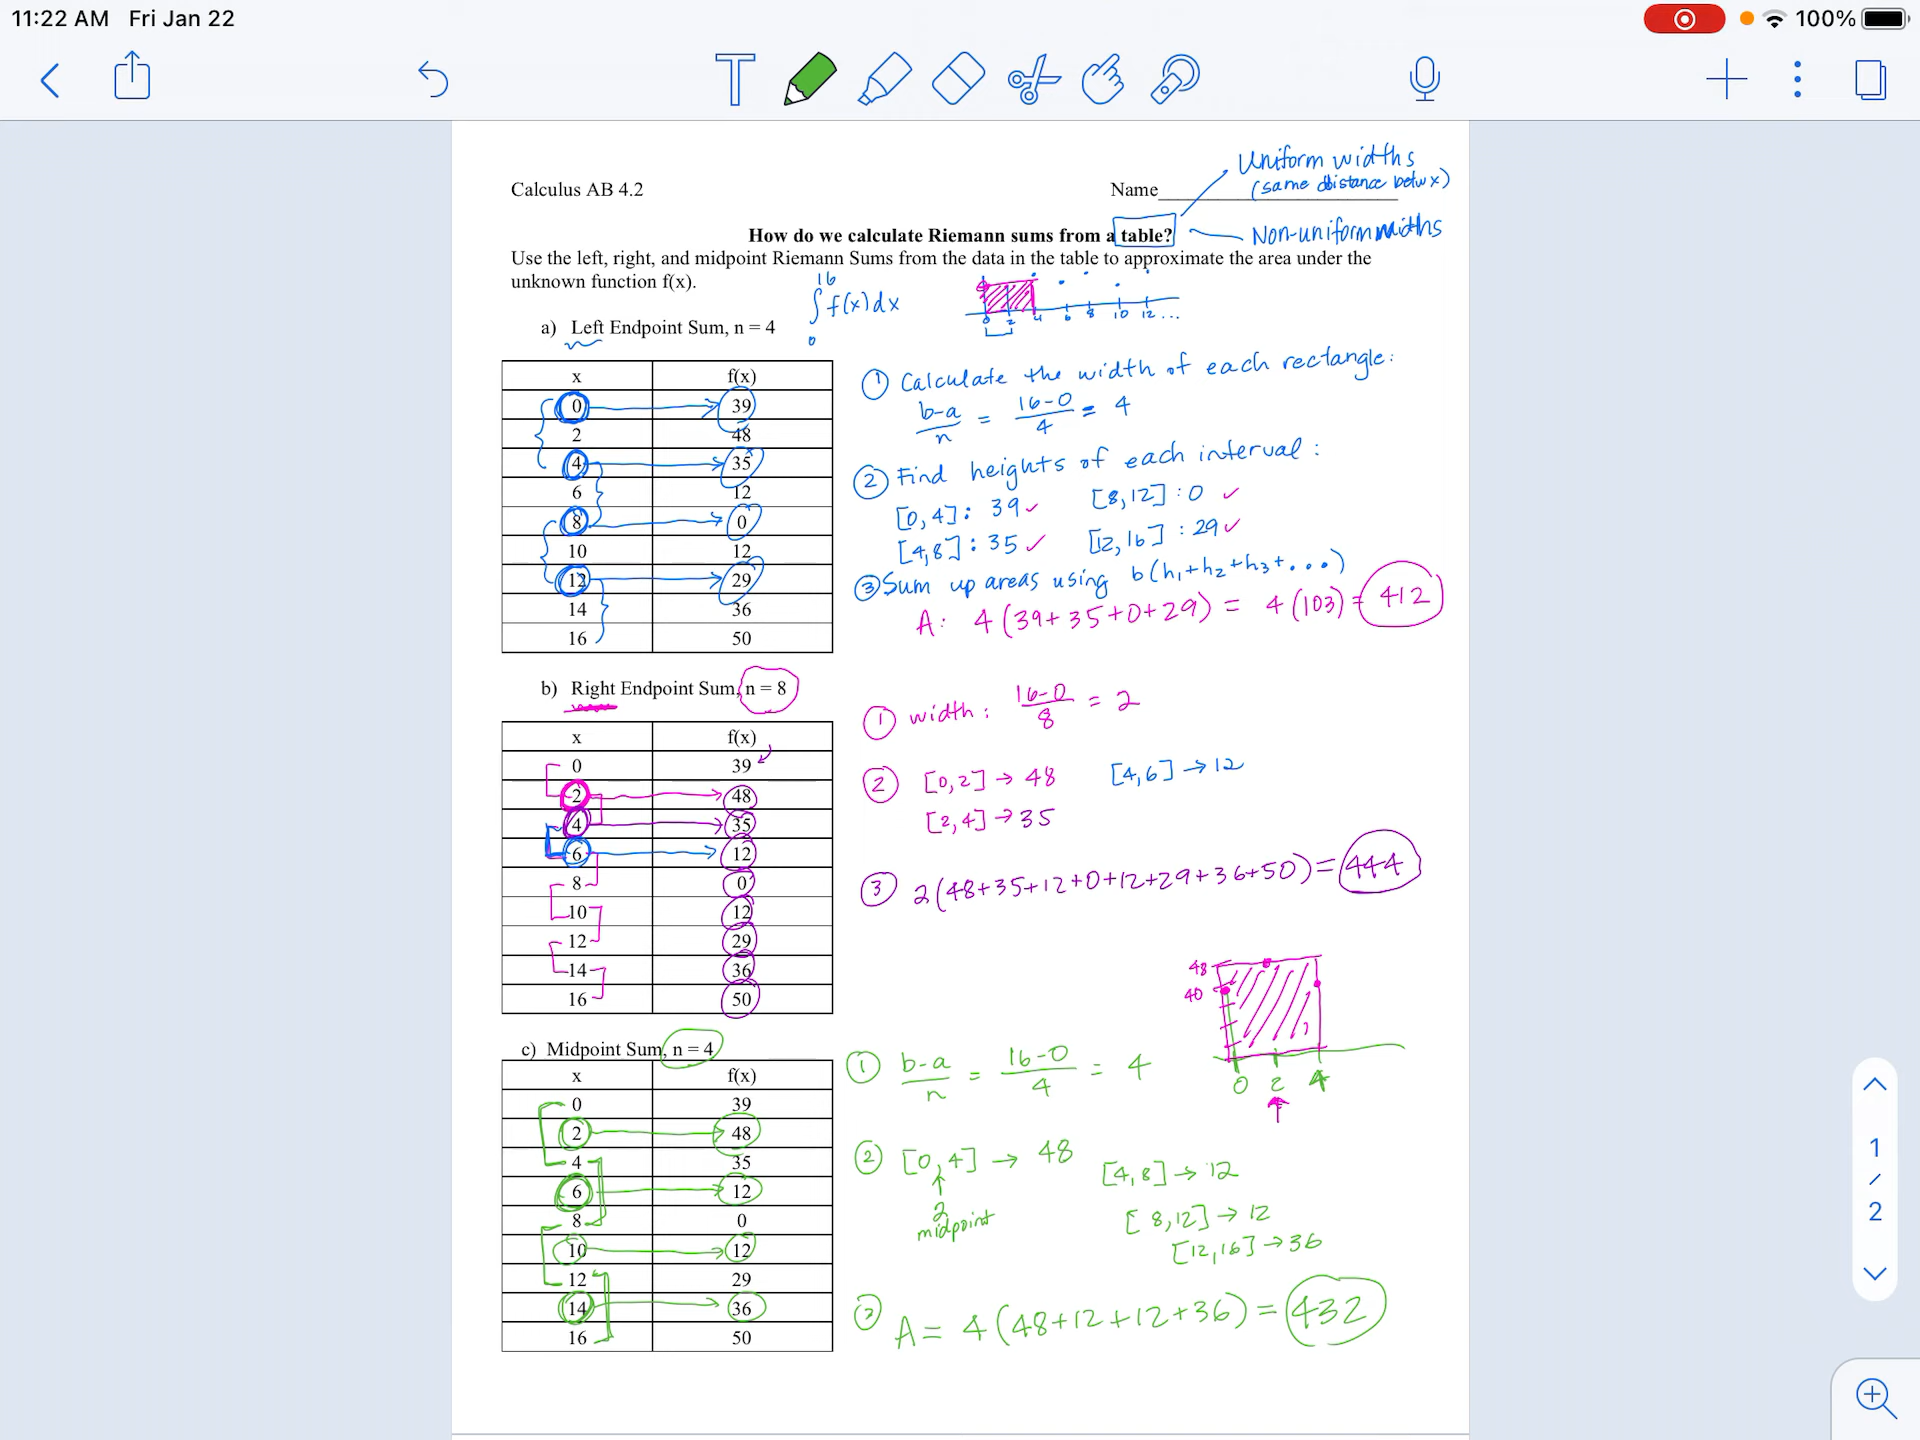 11:22 AM Fri Jan 22
100%
Uniform widths
(same distance betw x)
Calculus AB 4.2
Name
How do we calculate Riemann sums from a table?
Non-uniform widths
Use the left, right, and midpoint Riemann Sums from the data in the table to approximate the area under the
unknown function f(x).
∫ 16 0 f(x)dx
0 2 4 6 8 10 12 ...
a) Left Endpoint Sum, n = 4
x f(x)
0 39
2 48
4 35
6 12
8 0
10 12
12 29
14 36
16 50
① Calculate the width of each rectangle:
b-a/n = 16-0/4 = 4
② Find heights of each interval:
[0,4]: 39 ✓ [8,12]: 0 ✓
[4,8]: 35 ✓ [12,16]: 29 ✓
③ Sum up areas using b(h₁+h₂+h₃+...)
A: 4(39+35+0+29) = 4(103) = 412
b) Right Endpoint Sum, n = 8
x f(x)
0 39
2 48
4 35
6 12
8 0
10 12
12 29
14 36
16 50
① width: 16-0/8 = 2
② [0,2] → 48 [4,6] → 12
[2,4] → 35
③ 2(48+35+12+0+12+29+36+50) = 444
48
40
0 2 4
c) Midpoint Sum, n = 4
x f(x)
0 39
2 48
4 35
6 12
8 0
10 12
12 29
14 36
16 50
① b-a/n = 16-0/4 = 4
② [0,4] → 48 [4,8] → 12
2
midpoint
[8,12] → 12
[12,16] → 36
③ A = 4(48+12+12+36) = 432
1
/
2